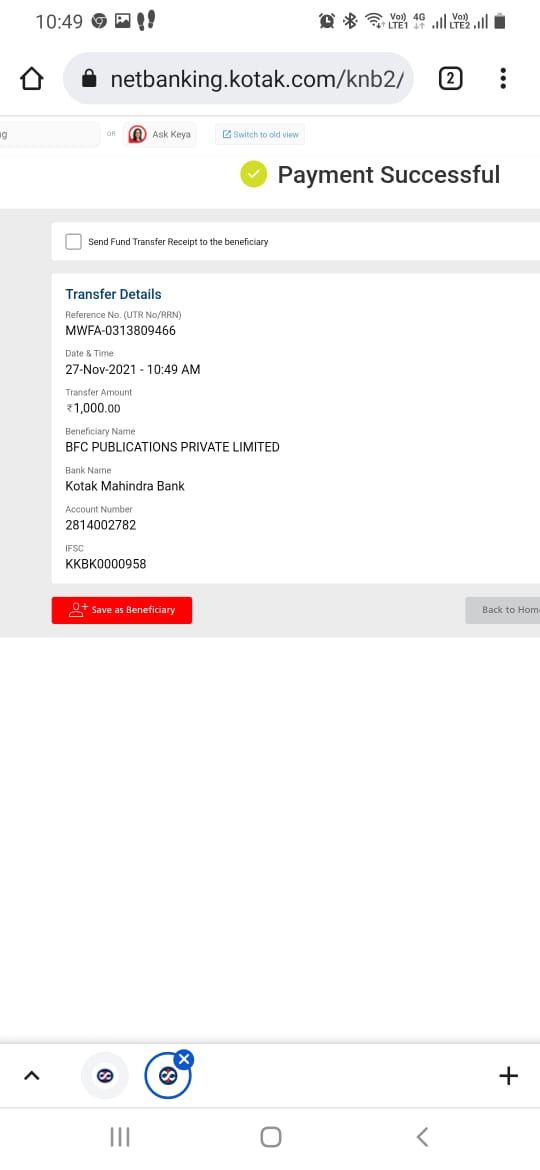 10:49 Vo)) LTE1 4G Vo)) LTE2
netbanking.kotak.com/knb2/ 2
g OR Ask Keya Switch to old view
Payment Successful
Send Fund Transfer Receipt to the beneficiary
Transfer Details
Reference No. (UTR No/RRN)
MWFA-0313809466
Date & Time
27-Nov-2021 - 10:49 AM
Transfer Amount
₹1,000.00
Beneficiary Name
BFC PUBLICATIONS PRIVATE LIMITED
Bank Name
Kotak Mahindra Bank
Account Number
2814002782
IFSC
KKBK0000958
Save as Beneficiary Back to Hom